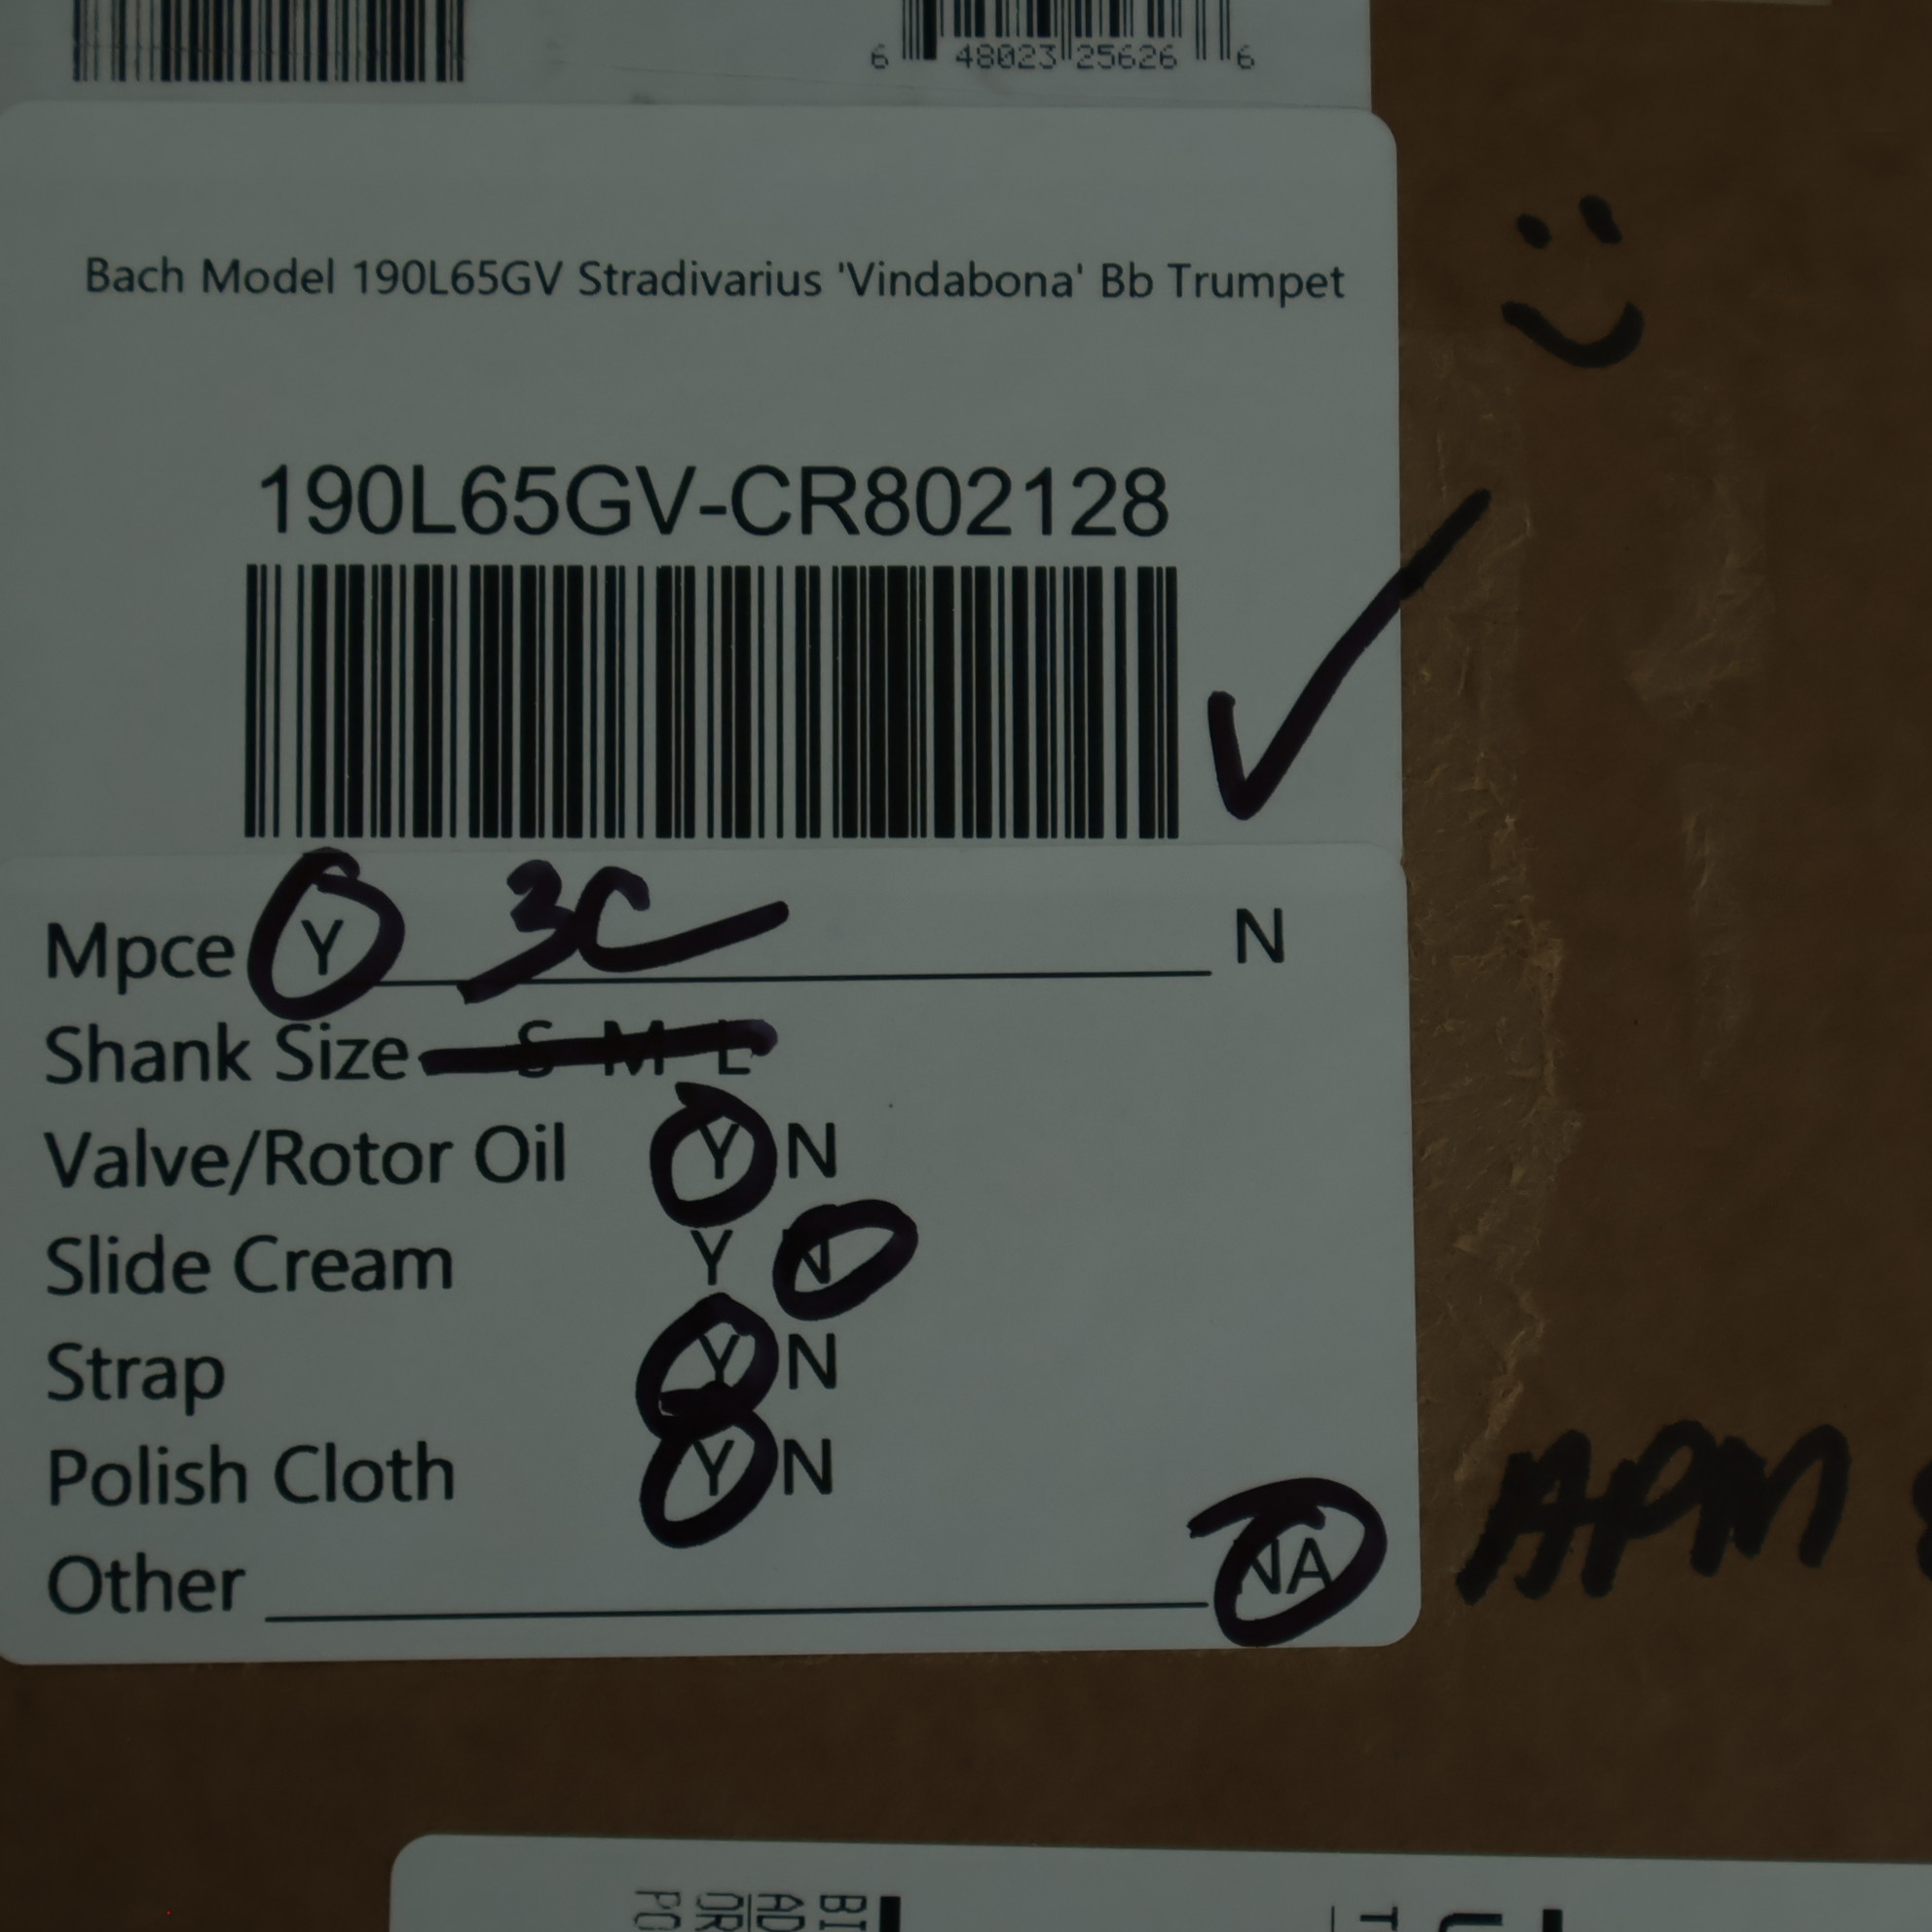 6 48023 25626 6
Bach Model 190L65GV Stradivarius 'Vindabona' Bb Trumpet
190L65GV-CR802128
Mpce Y 3C N
Shank Size S M L
Valve/Rotor Oil Y N
Slide Cream Y N
Strap Y N
Polish Cloth Y N
Other NA
APM